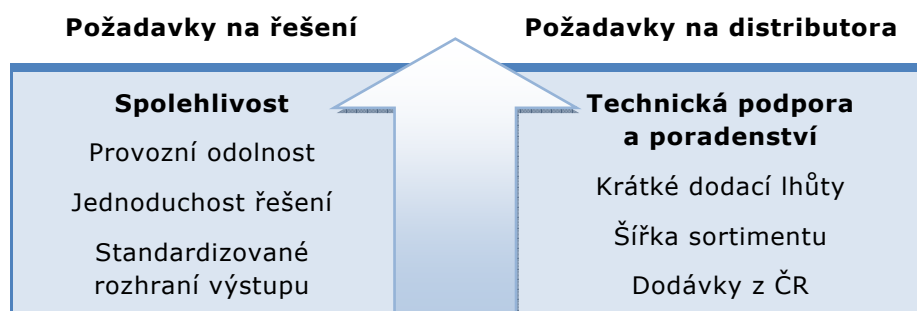 Požadavky na řešení
Spolehlivost
Provozní odolnost
Jednoduchost řešení
Standardizované
rozhraní výstupu
Požadavky na distributora
Technická podpora
a poradenství
Krátké dodací lhůty
Šířka sortimentu
Dodávky z ČR